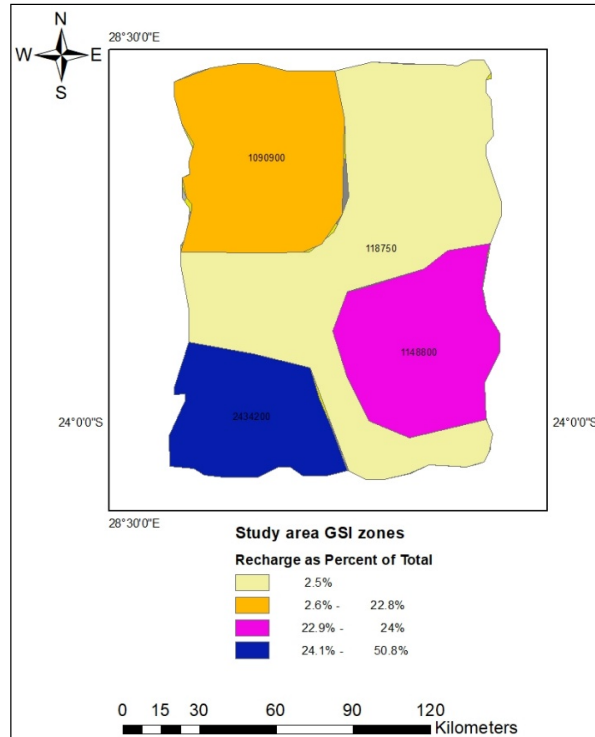 N
W E
S
28°30'0"E
1090900
118750
1148800
2434200
24°0'0"S 24°0'0"S
28°30'0"E
Study area GSI zones
Recharge as Percent of Total
2.5%
2.6% - 22.8%
22.9% - 24%
24.1% - 50.8%
0 15 30 60 90 120
Kilometers